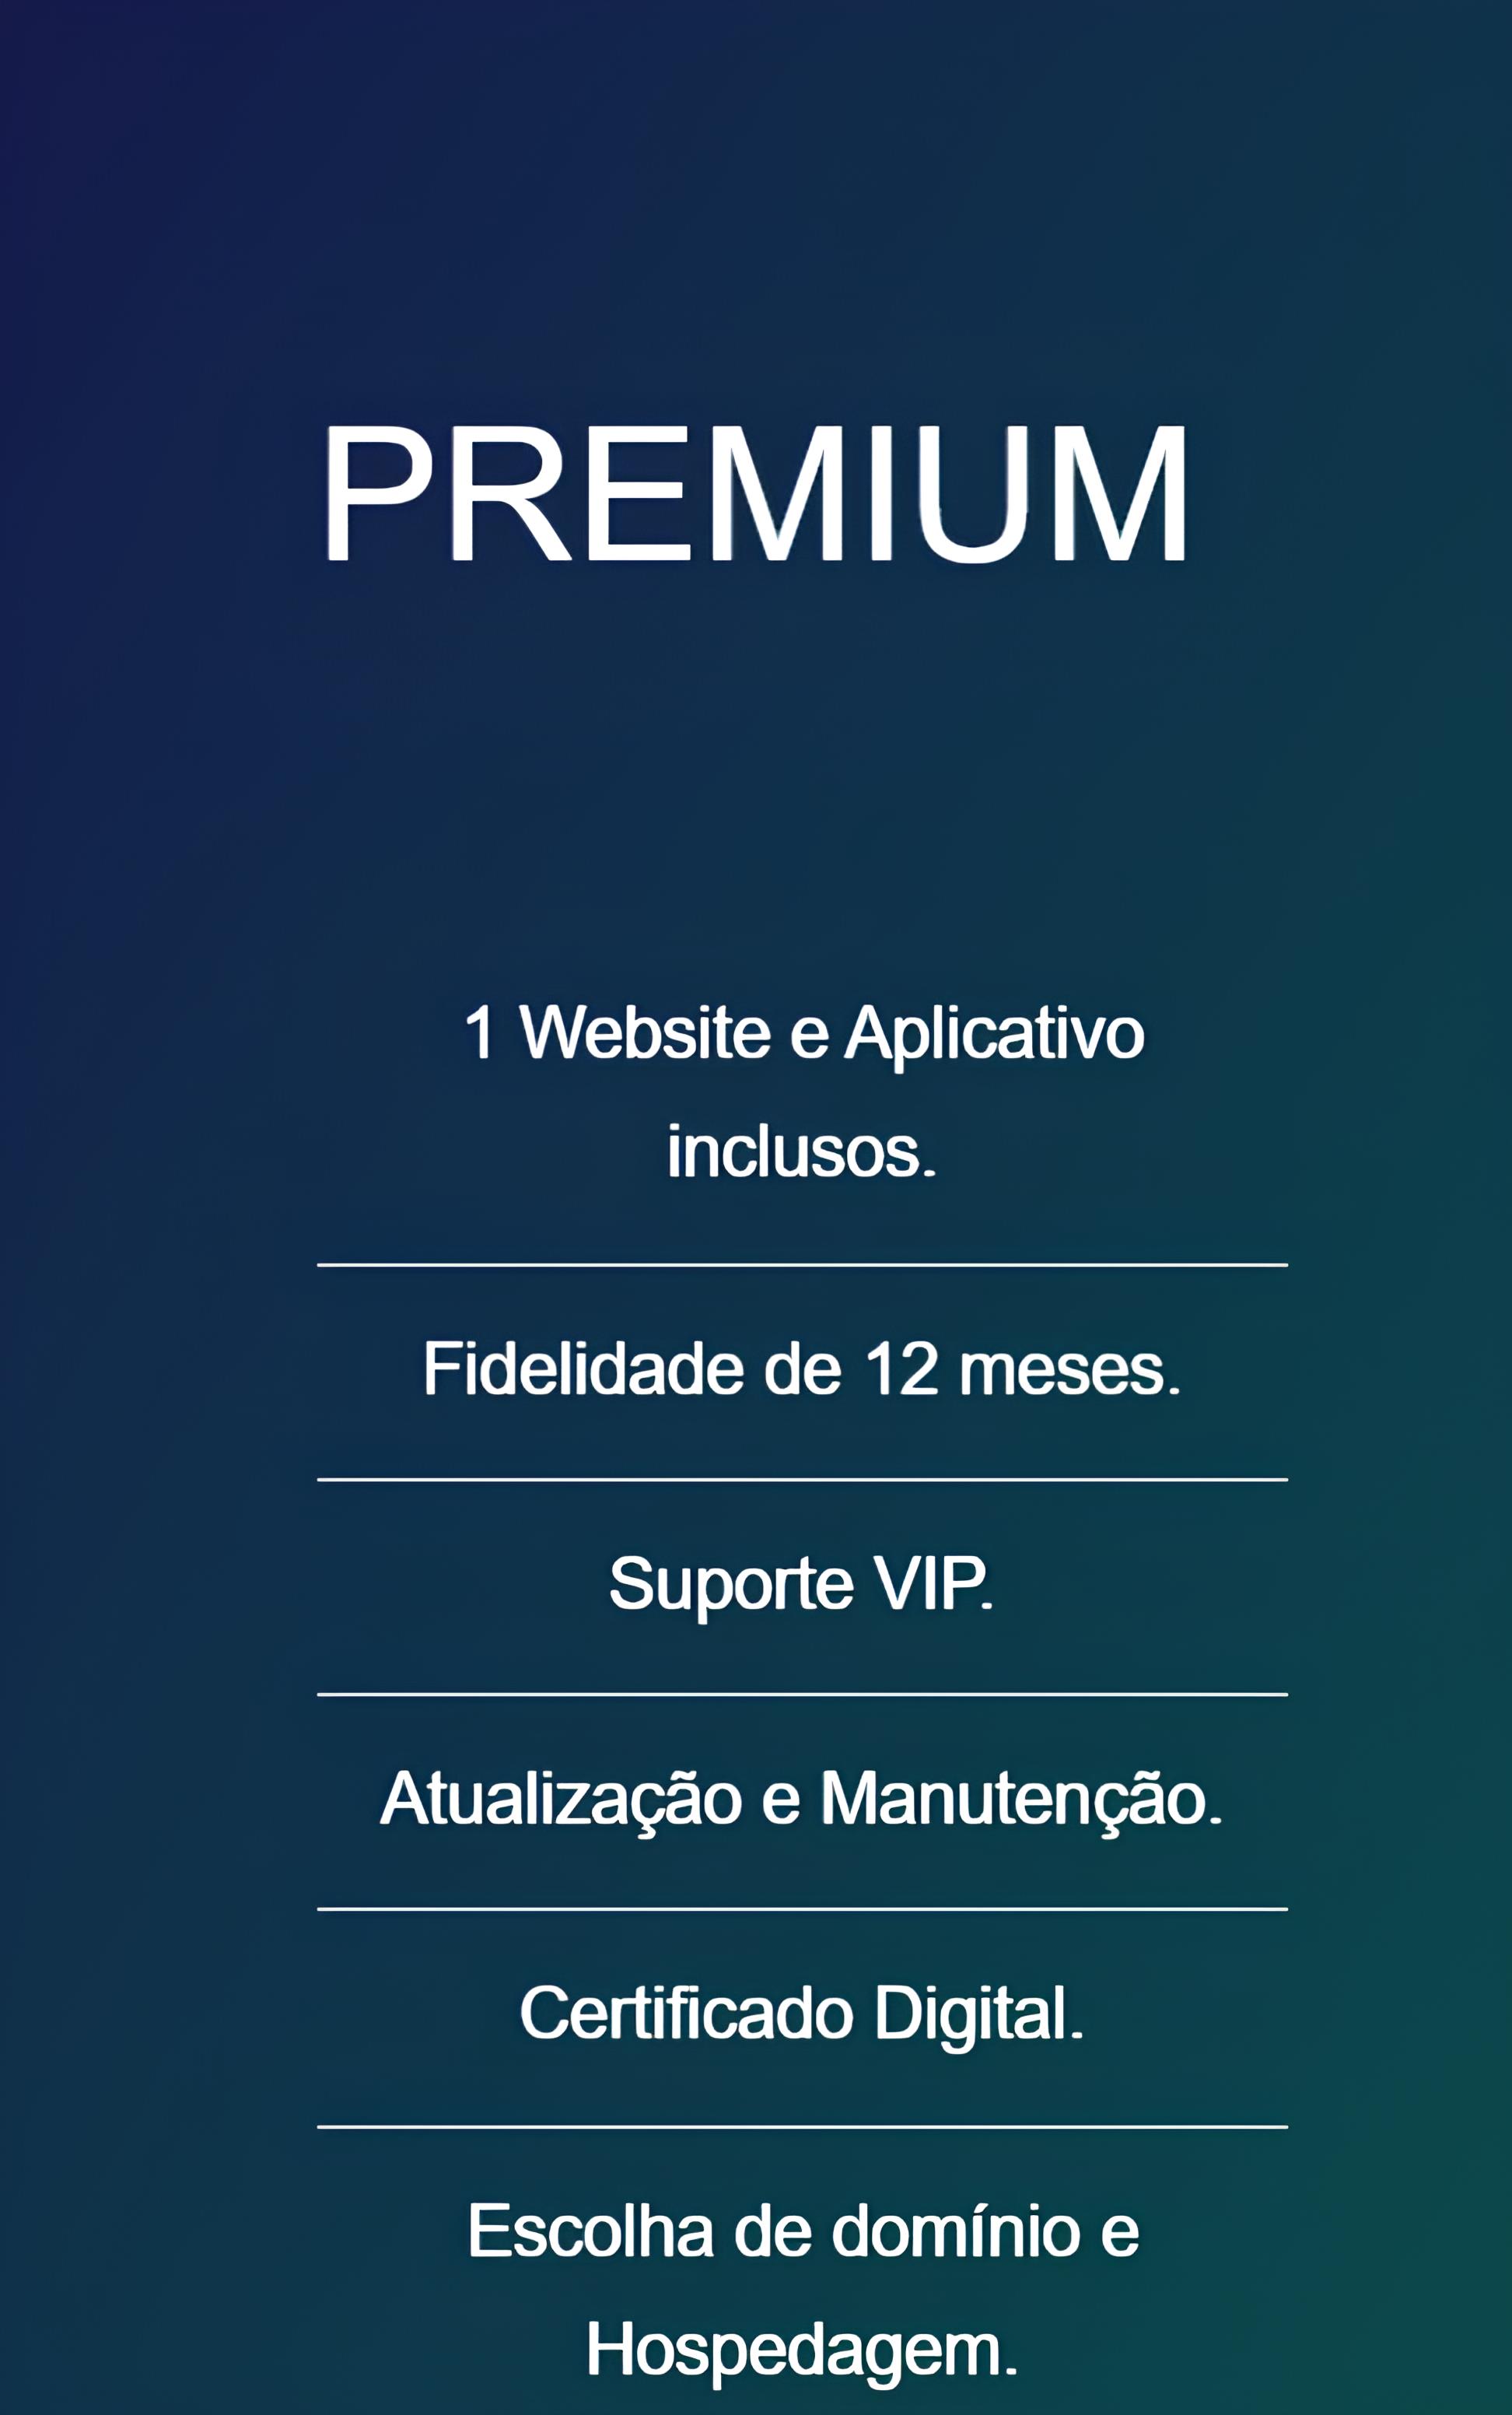 PREMIUM
1 Website e Aplicativo
inclusos.
Fidelidade de 12 meses.
Suporte VIP.
Atualização e Manutenção.
Certificado Digital.
Escolha de domínio e
Hospedagem.